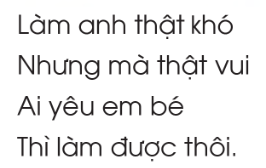 Làm anh thật khó
Nhưng mà thật vui
Ai yêu em bé
Thì làm được thôi.